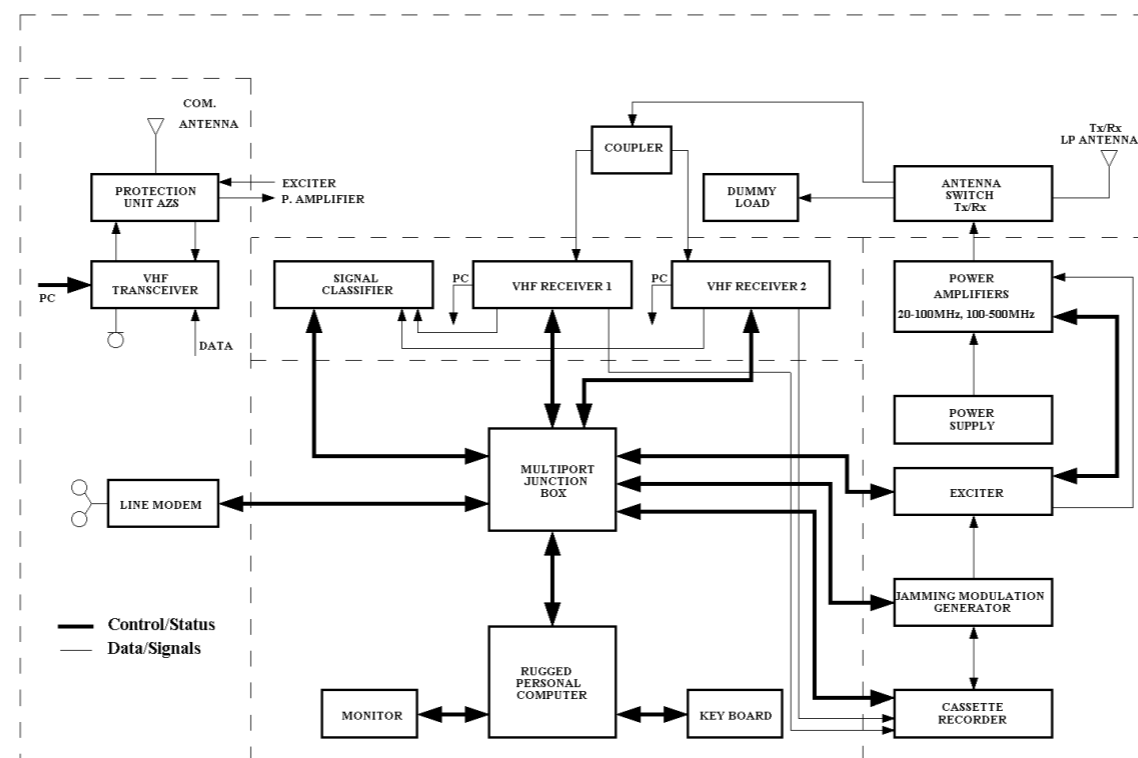 COM.
ANTENNA
Tx/Rx
LP ANTENNA
COUPLER
PROTECTION
UNIT AZS
EXCITER
P. AMPLIFIER
DUMMY
LOAD
ANTENNA
SWITCH
Tx/Rx
VHF
TRANSCEIVER
PC
DATA
SIGNAL
CLASSIFIER
PC
VHF RECEIVER 1
PC
VHF RECEIVER 2
POWER
AMPLIFIERS
20-100MHz, 100-500MHz
POWER
SUPPLY
MULTIPORT
JUNCTION
BOX
LINE MODEM
EXCITER
JAMMING MODULATION
GENERATOR
Control/Status
Data/Signals
RUGGED
PERSONAL
COMPUTER
MONITOR
KEY BOARD
CASSETTE
RECORDER